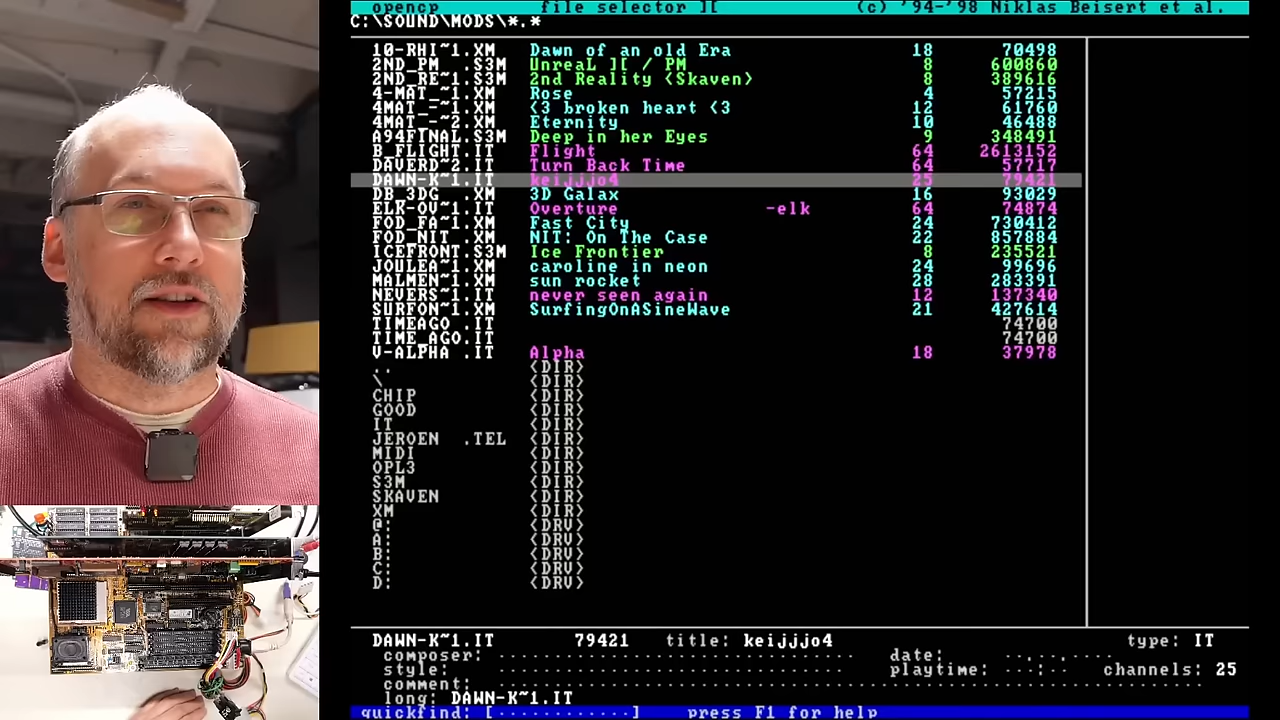 opencp file selector ][ (c) '94-'98 Niklas Beisert et al.
C:\SOUND\MODS\*.*
10-RHI~1.XM Dawn of an old Era 18 70498
2ND_PM .S3M UnreaL ][ / PM 8 600860
2ND_RE~1.S3M 2nd Reality (Skaven) 8 389616
4-MAT_~1.XM Rose 4 57215
4MAT_-~1.XM <3 broken heart <3 12 61760
4MAT_-~2.XM Eternity 10 46488
A94FINAL.S3M Deep in her Eyes 9 348491
B_FLIGHT.IT Flight 64 2613152
DAVERD~2.IT Turn Back Time 64 57717
DAWN-K~1.IT keijjjo4 25 79421
DB_3DG .XM 3D Galax 16 93029
ELK-OV~1.IT Overture -elk 64 74874
FOD_FA~1.XM Fast City 24 730412
FOD_NIT .XM NIT: On The Case 22 857884
ICEFRONT.S3M Ice Frontier 8 235521
JOULEA~1.XM caroline in neon 24 99696
MALMEN~1.XM sun rocket 28 283391
NEVERS~1.IT never seen again 12 137340
SURFON~1.XM SurfingOnASineWave 21 427614
TIMEAGO .IT 74700
TIME_AGO.IT 74700
V-ALPHA .IT Alpha 18 37978
.. <DIR>
\ <DIR>
CHIP <DIR>
GOOD <DIR>
IT <DIR>
JEROEN .TEL <DIR>
MIDI <DIR>
OPL3 <DIR>
S3M <DIR>
SKAVEN <DIR>
XM <DIR>
@: <DRV>
A: <DRV>
B: <DRV>
C: <DRV>
D: <DRV>
DAWN-K~1.IT 79421 title: keijjjo4 type: IT
composer: date:
style: playtime: channels: 25
comment:
long: DAWN-K~1.IT
quickfind: [............] press F1 for help